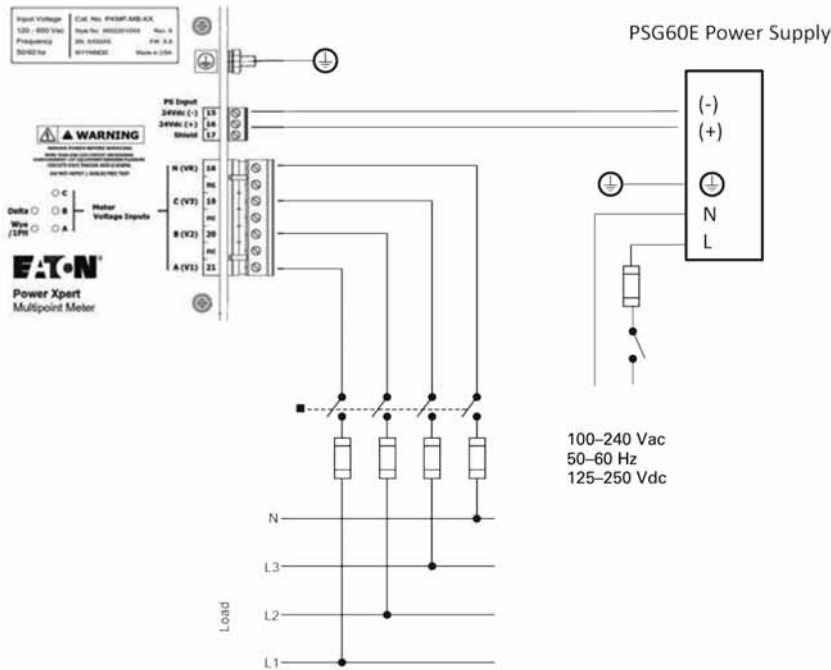 Input Voltage
120 - 600 Vac
Frequency
50/60 hz
Cat. No. PXMP-MB-XX
Rev. X
Made in USA
PSG60E Power Supply
PS Input
24Vdc (-) 15
24Vdc (+) 16
Shield 17
(-)
(+)
N
L
WARNING
N (VR) 18
nc
C (V3) 19
nc
B (V2) 20
nc
A (V1) 21
C
Delta B
Wye
/1PH A
Meter
Voltage Inputs
EATON
Power Xpert
Multipoint Meter
100–240 Vac
50–60 Hz
125–250 Vdc
N
L3
L2
L1
Load